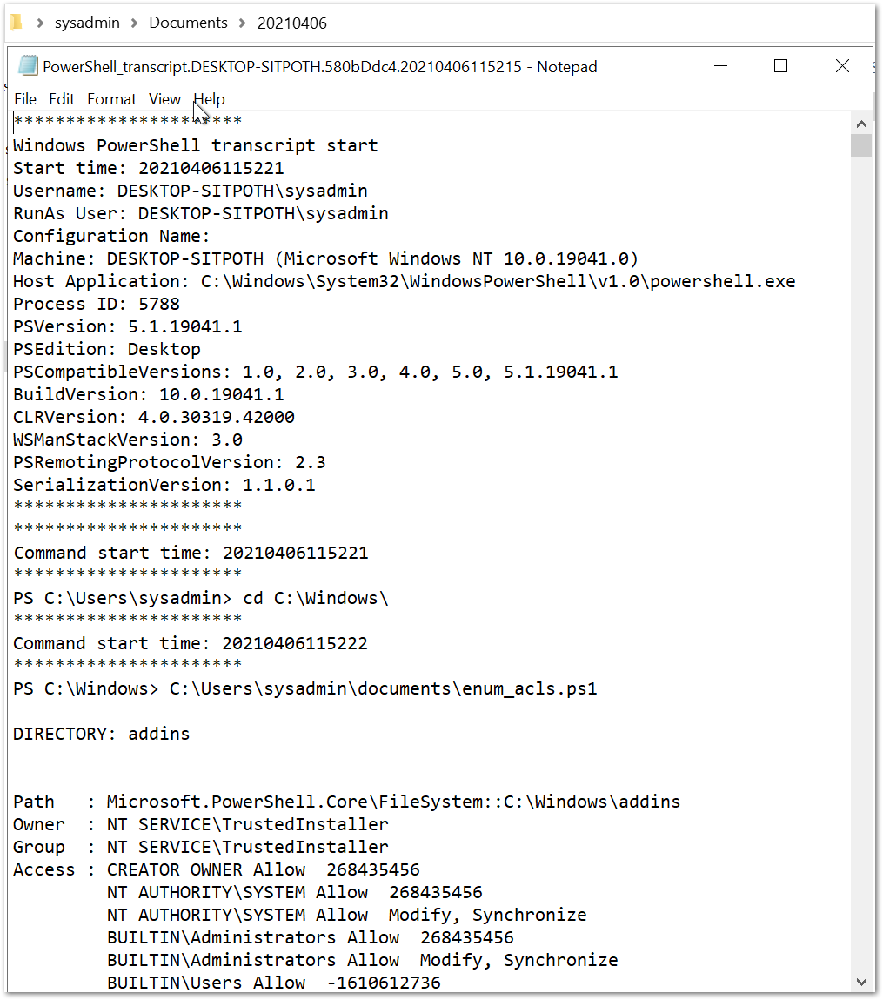 sysadmin > Documents > 20210406
PowerShell_transcript.DESKTOP-SITPOTH.580bDdc4.20210406115215 - Notepad
File Edit Format View Help
**********************
Windows PowerShell transcript start
Start time: 20210406115221
Username: DESKTOP-SITPOTH\sysadmin
RunAs User: DESKTOP-SITPOTH\sysadmin
Configuration Name:
Machine: DESKTOP-SITPOTH (Microsoft Windows NT 10.0.19041.0)
Host Application: C:\Windows\System32\WindowsPowerShell\v1.0\powershell.exe
Process ID: 5788
PSVersion: 5.1.19041.1
PSEdition: Desktop
PSCompatibleVersions: 1.0, 2.0, 3.0, 4.0, 5.0, 5.1.19041.1
BuildVersion: 10.0.19041.1
CLRVersion: 4.0.30319.42000
WSManStackVersion: 3.0
PSRemotingProtocolVersion: 2.3
SerializationVersion: 1.1.0.1
**********************
**********************
Command start time: 20210406115221
**********************
PS C:\Users\sysadmin> cd C:\Windows\
**********************
Command start time: 20210406115222
**********************
PS C:\Windows> C:\Users\sysadmin\documents\enum_acls.ps1
DIRECTORY: addins
Path : Microsoft.PowerShell.Core\FileSystem::C:\Windows\addins
Owner : NT SERVICE\TrustedInstaller
Group : NT SERVICE\TrustedInstaller
Access : CREATOR OWNER Allow 268435456
NT AUTHORITY\SYSTEM Allow 268435456
NT AUTHORITY\SYSTEM Allow Modify, Synchronize
BUILTIN\Administrators Allow 268435456
BUILTIN\Administrators Allow Modify, Synchronize
BUILTIN\Users Allow -1610612736